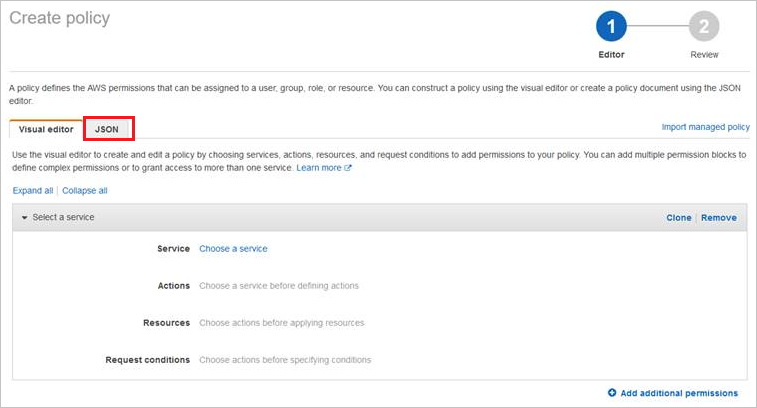 Create policy
1
2
Editor
Review
A policy defines the AWS permissions that can be assigned to a user, group, role, or resource. You can construct a policy using the visual editor or create a policy document using the JSON
editor.
Visual editor
JSON
Import managed policy
Use the visual editor to create and edit a policy by choosing services, actions, resources, and request conditions to add permissions to your policy. You can add multiple permission blocks to
define complex permissions or to grant access to more than one service. Learn more
Expand all | Collapse all
Select a service
Clone | Remove
Service Choose a service
Actions Choose a service before defining actions
Resources Choose actions before applying resources
Request conditions Choose actions before specifying conditions
Add additional permissions